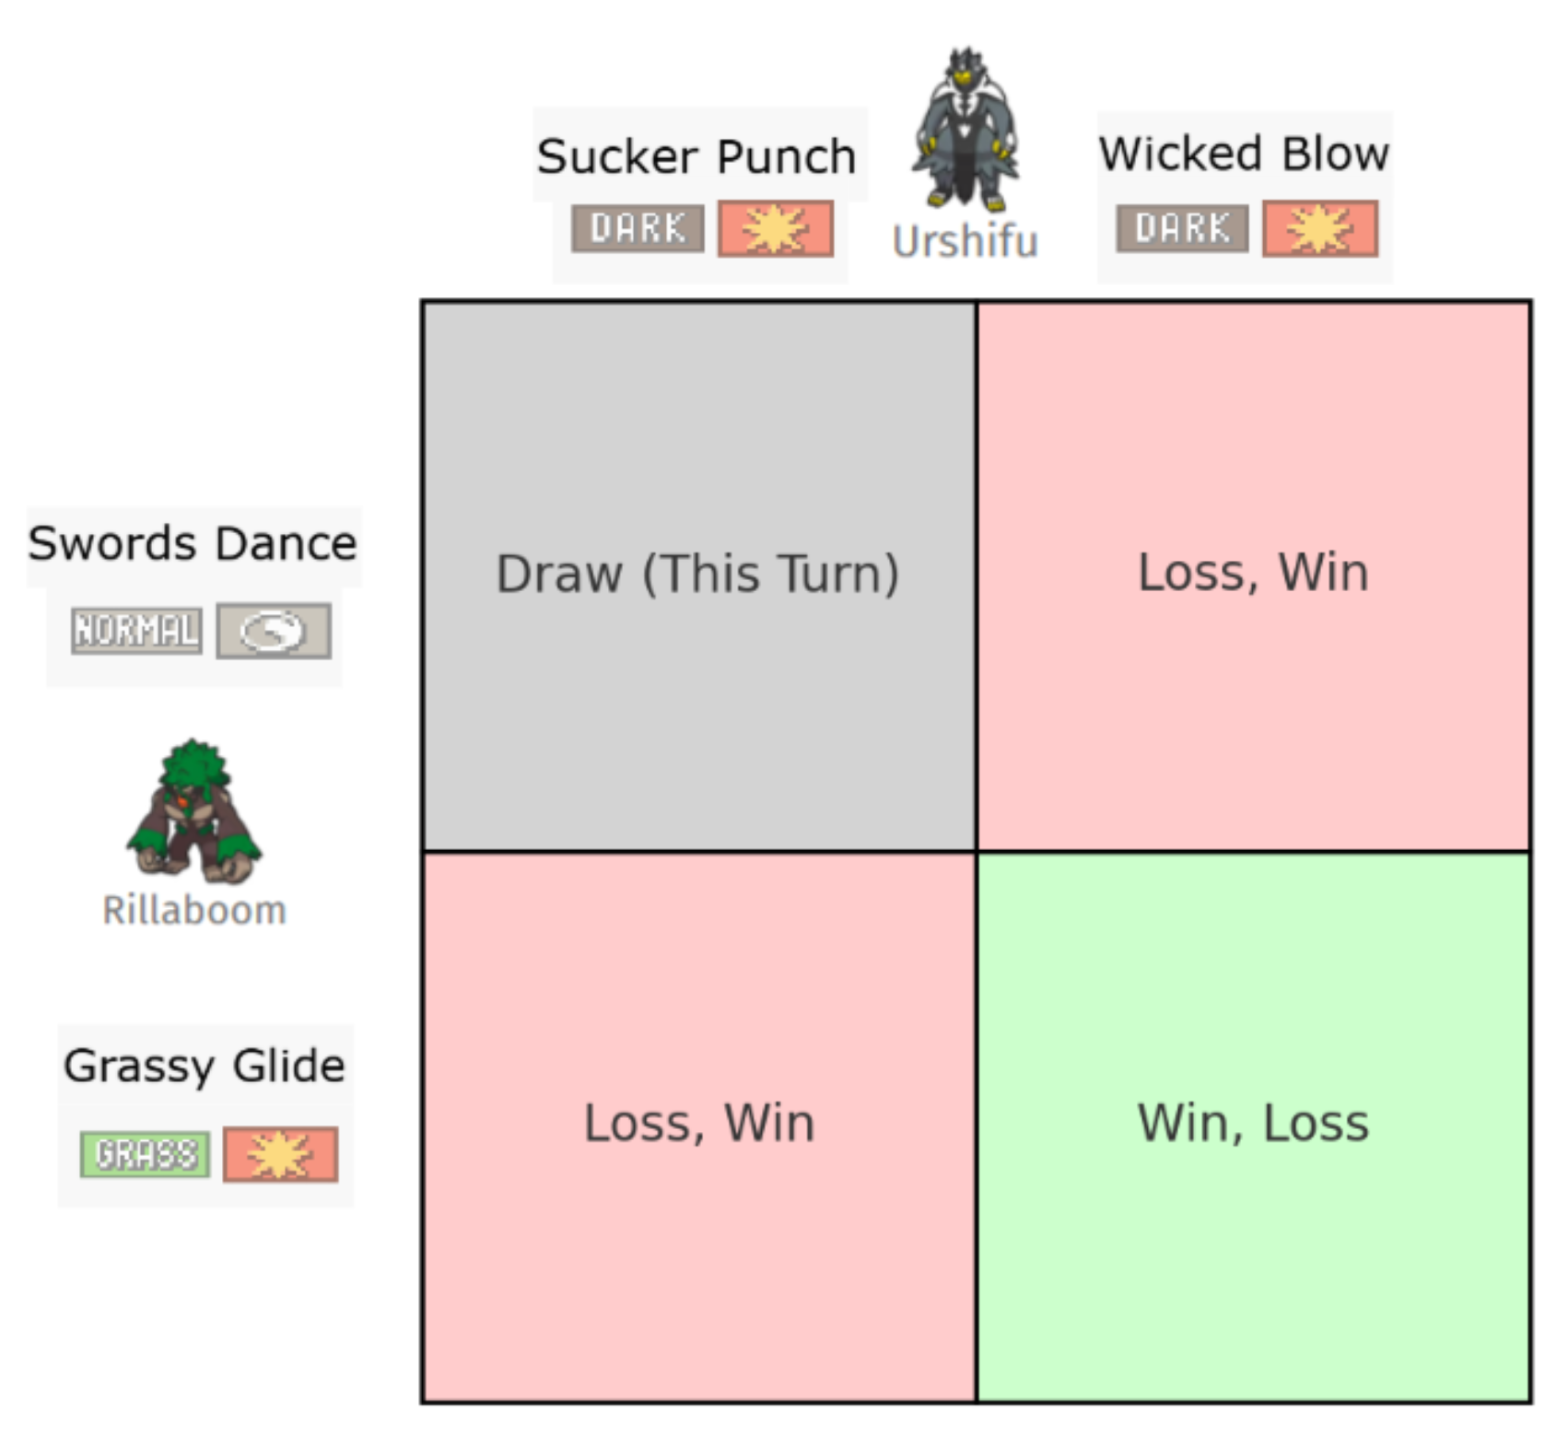 Sucker Punch
DARK
Urshifu
Wicked Blow
DARK
Draw (This Turn)
Loss, Win
Swords Dance
NORMAL
Rillaboom
Grassy Glide
GRASS
Loss, Win
Win, Loss